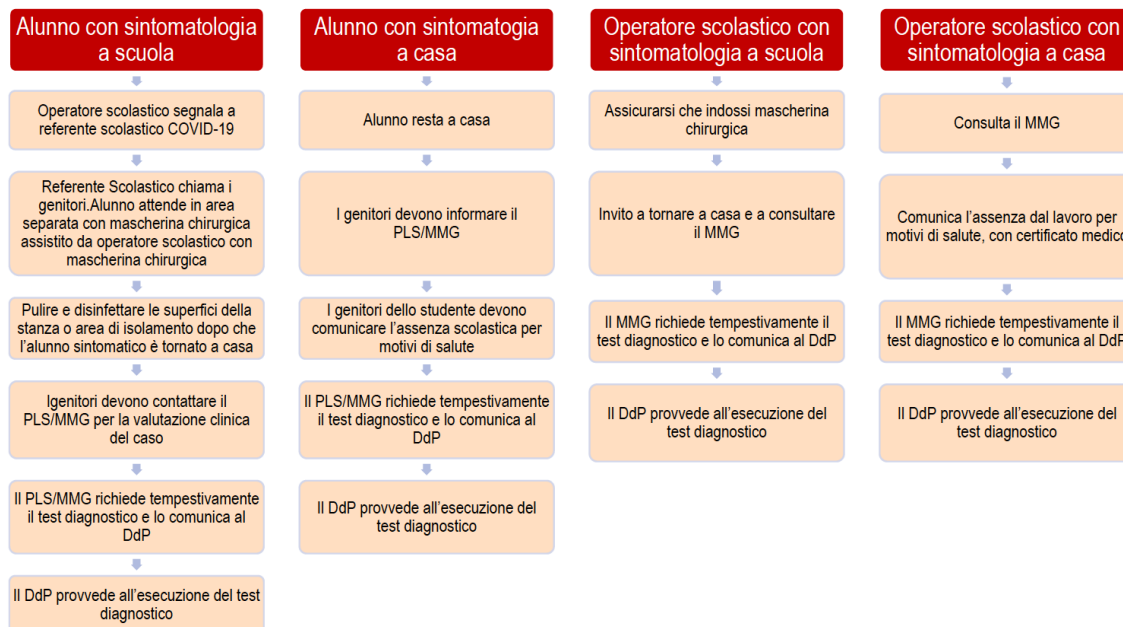 Alunno con sintomatologia
a scuola
Operatore scolastico segnala a
referente scolastico COVID-19
Referente Scolastico chiama i
genitori.Alunno attende in area
separata con mascherina chirurgica
assistito da operatore scolastico con
mascherina chirurgica
Pulire e disinfettare le superfici della
stanza o area di isolamento dopo che
l'alunno sintomatico è tornato a casa
Igenitori devono contattare il
PLS/MMG per la valutazione clinica
del caso
Il PLS/MMG richiede tempestivamente
il test diagnostico e lo comunica al
DdP
Il DdP provvede all'esecuzione del test
diagnostico
Alunno con sintomatogia
a casa
Alunno resta a casa
I genitori devono informare il
PLS/MMG
I genitori dello studente devono
comunicare l'assenza scolastica per
motivi di salute
Il PLS/MMG richiede tempestivamente
il test diagnostico e lo comunica al
DdP
Il DdP provvede all'esecuzione del
test diagnostico
Operatore scolastico con
sintomatologia a scuola
Assicurarsi che indossi mascherina
chirurgica
Invito a tornare a casa e a consultare
il MMG
Il MMG richiede tempestivamente il
test diagnostico e lo comunica al DdP
Il DdP provvede all'esecuzione del
test diagnostico
Operatore scolastico con
sintomatologia a casa
Consulta il MMG
Comunica l'assenza dal lavoro per
motivi di salute, con certificato medico
Il MMG richiede tempestivamente il
test diagnostico e lo comunica al DdP
Il DdP provvede all'esecuzione del
test diagnostico